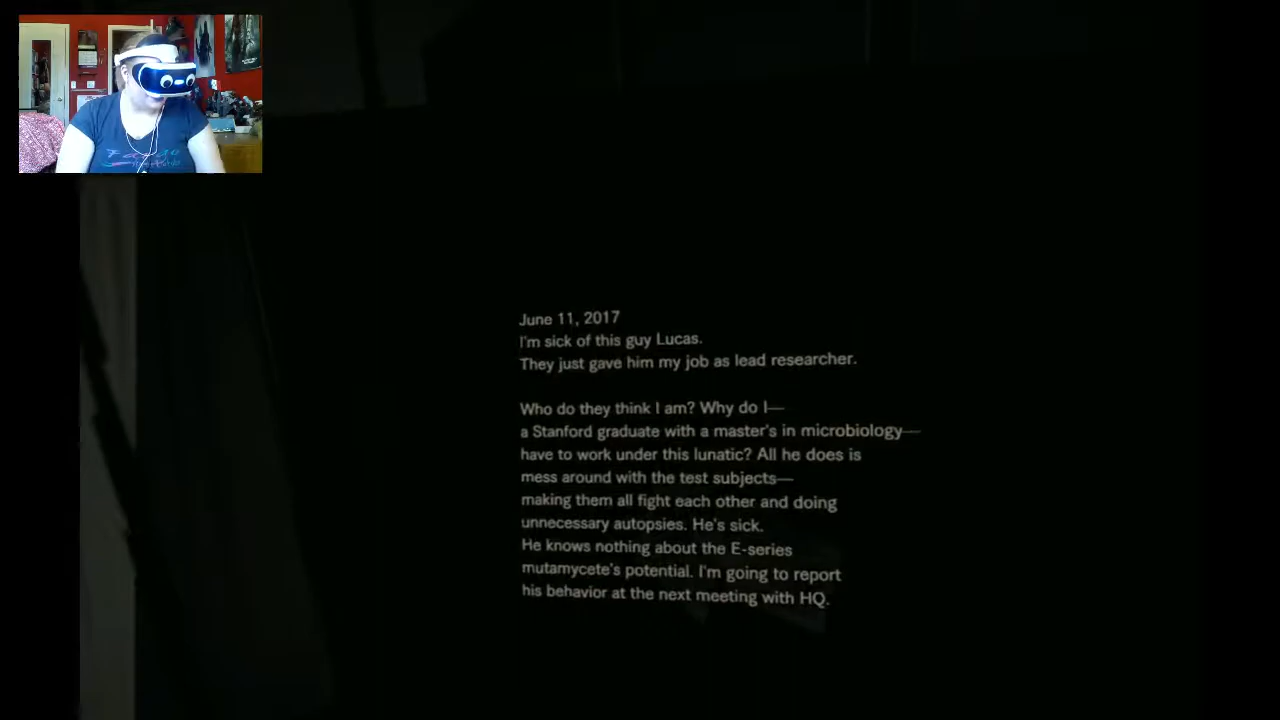 June 11, 2017
I'm sick of this guy Lucas.
They just gave him my job as lead researcher.
Who do they think I am? Why do I—
a Stanford graduate with a master's in microbiology—
have to work under this lunatic? All he does is
mess around with the test subjects—
making them all fight each other and doing
unnecessary autopsies. He's sick.
He knows nothing about the E-series
mutamycete's potential. I'm going to report
his behavior at the next meeting with HQ.